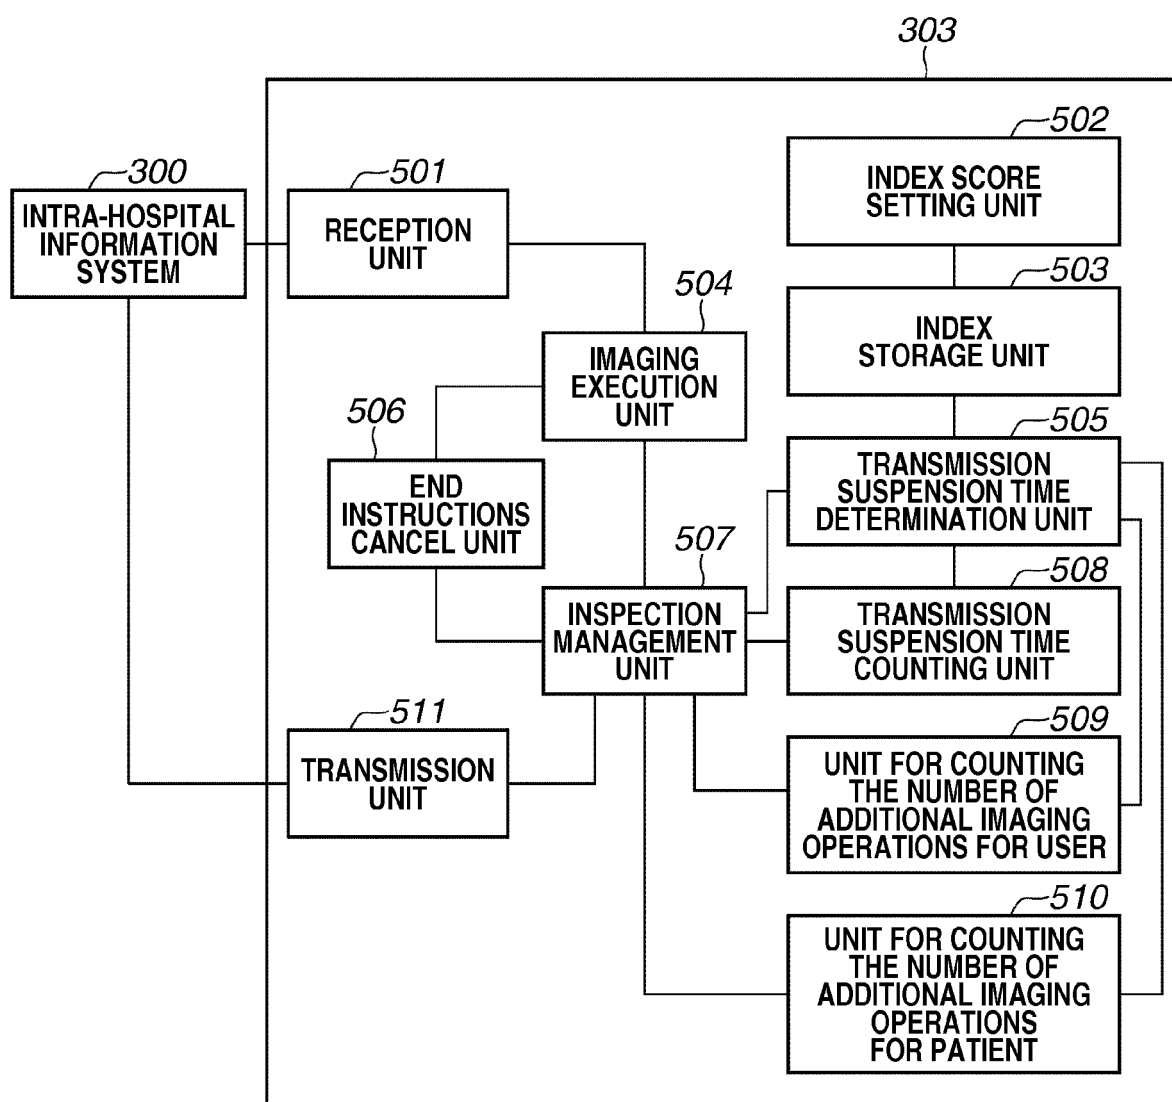 303
300
INTRA-HOSPITAL
INFORMATION
SYSTEM
501
RECEPTION
UNIT
502
INDEX SCORE
SETTING UNIT
503
INDEX
STORAGE UNIT
504
IMAGING
EXECUTION
UNIT
505
TRANSMISSION
SUSPENSION TIME
DETERMINATION UNIT
506
END
INSTRUCTIONS
CANCEL UNIT
507
INSPECTION
MANAGEMENT
UNIT
508
TRANSMISSION
SUSPENSION TIME
COUNTING UNIT
509
UNIT FOR COUNTING
THE NUMBER OF
ADDITIONAL IMAGING
OPERATIONS FOR USER
510
UNIT FOR COUNTING
THE NUMBER OF
ADDITIONAL IMAGING
OPERATIONS
FOR PATIENT
511
TRANSMISSION
UNIT